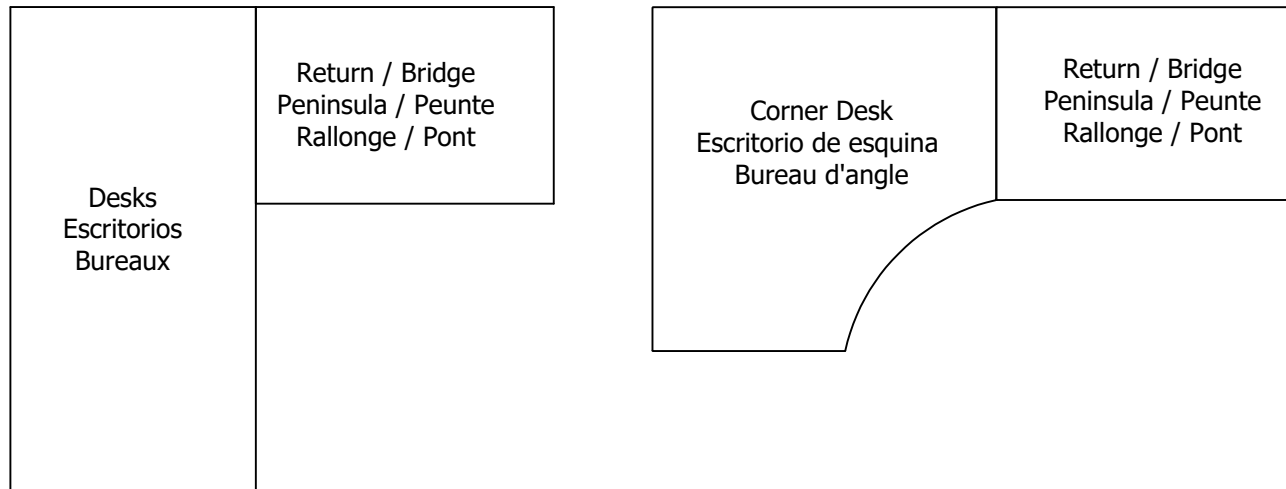 Return / Bridge
Peninsula / Peunte
Rallonge / Pont
Desks
Escritorios
Bureaux
Corner Desk
Escritorio de esquina
Bureau d'angle
Return / Bridge
Peninsula / Peunte
Rallonge / Pont